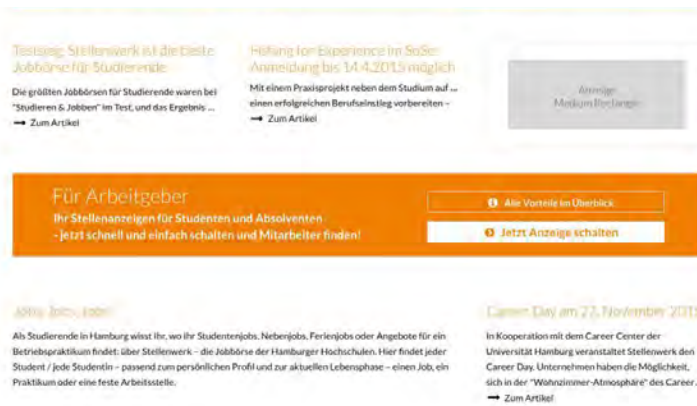 Testsieg: Stellenwerk ist die beste
Jobbörse für Studierende
Die größten Jobbörsen für Studierende waren bei
"Studieren & Jobben" im Test, und das Ergebnis ...
➞ Zum Artikel
Fishing for Experience im SoSe:
Anmeldung bis 14.4.2015 möglich
Mit einem Praxisprojekt neben dem Studium auf ...
einen erfolgreichen Berufseinstieg vorbereiten –
➞ Zum Artikel
Anzeige
Medium Rectangle
Für Arbeitgeber
Ihr Stellenanzeigen für Studenten und Absolventen
- jetzt schnell und einfach schalten und Mitarbeiter finden!
Alle Vorteile im Überblick
Jetzt Anzeige schalten
Jobs, Jobs, Jobs!
Als Studierende in Hamburg wisst ihr, wo ihr Studentenjobs, Nebenjobs, Ferienjobs oder Angebote für ein
Betriebspraktikum findet: über Stellenwerk – die Jobbörse der Hamburger Hochschulen. Hier findet jeder
Student / jede Studentin – passend zum persönlichen Profil und zur aktuellen Lebensphase – einen Job, ein
Praktikum oder eine feste Arbeitsstelle.
Career Day am 27. November 2015
In Kooperation mit dem Career Center der
Universität Hamburg veranstaltet Stellenwerk den
Career Day. Unternehmen haben die Möglichkeit,
sich in der "Wohnzimmer-Atmosphäre" des Career...
➞ Zum Artikel